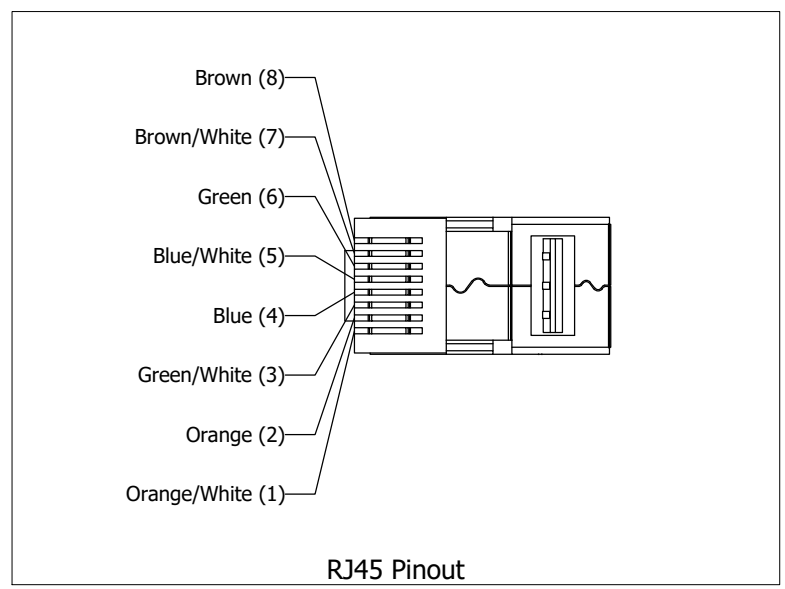 Brown (8)
Brown/White (7)
Green (6)
Blue/White (5)
Blue (4)
Green/White (3)
Orange (2)
Orange/White (1)
RJ45 Pinout